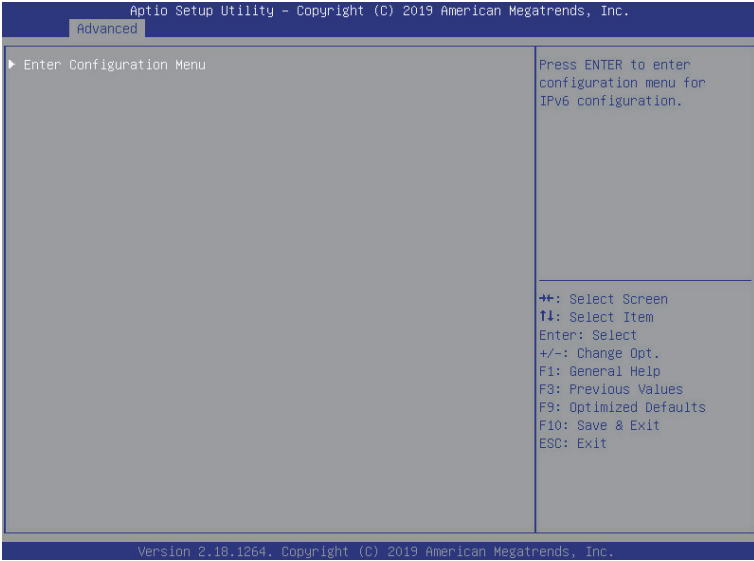 Aptio Setup Utility – Copyright (C) 2019 American Megatrends, Inc.
Advanced
▶ Enter Configuration Menu
Press ENTER to enter
configuration menu for
IPv6 configuration.
→←: Select Screen
↑↓: Select Item
Enter: Select
+/-: Change Opt.
F1: General Help
F3: Previous Values
F9: Optimized Defaults
F10: Save & Exit
ESC: Exit
Version 2.18.1264. Copyright (C) 2019 American Megatrends, Inc.